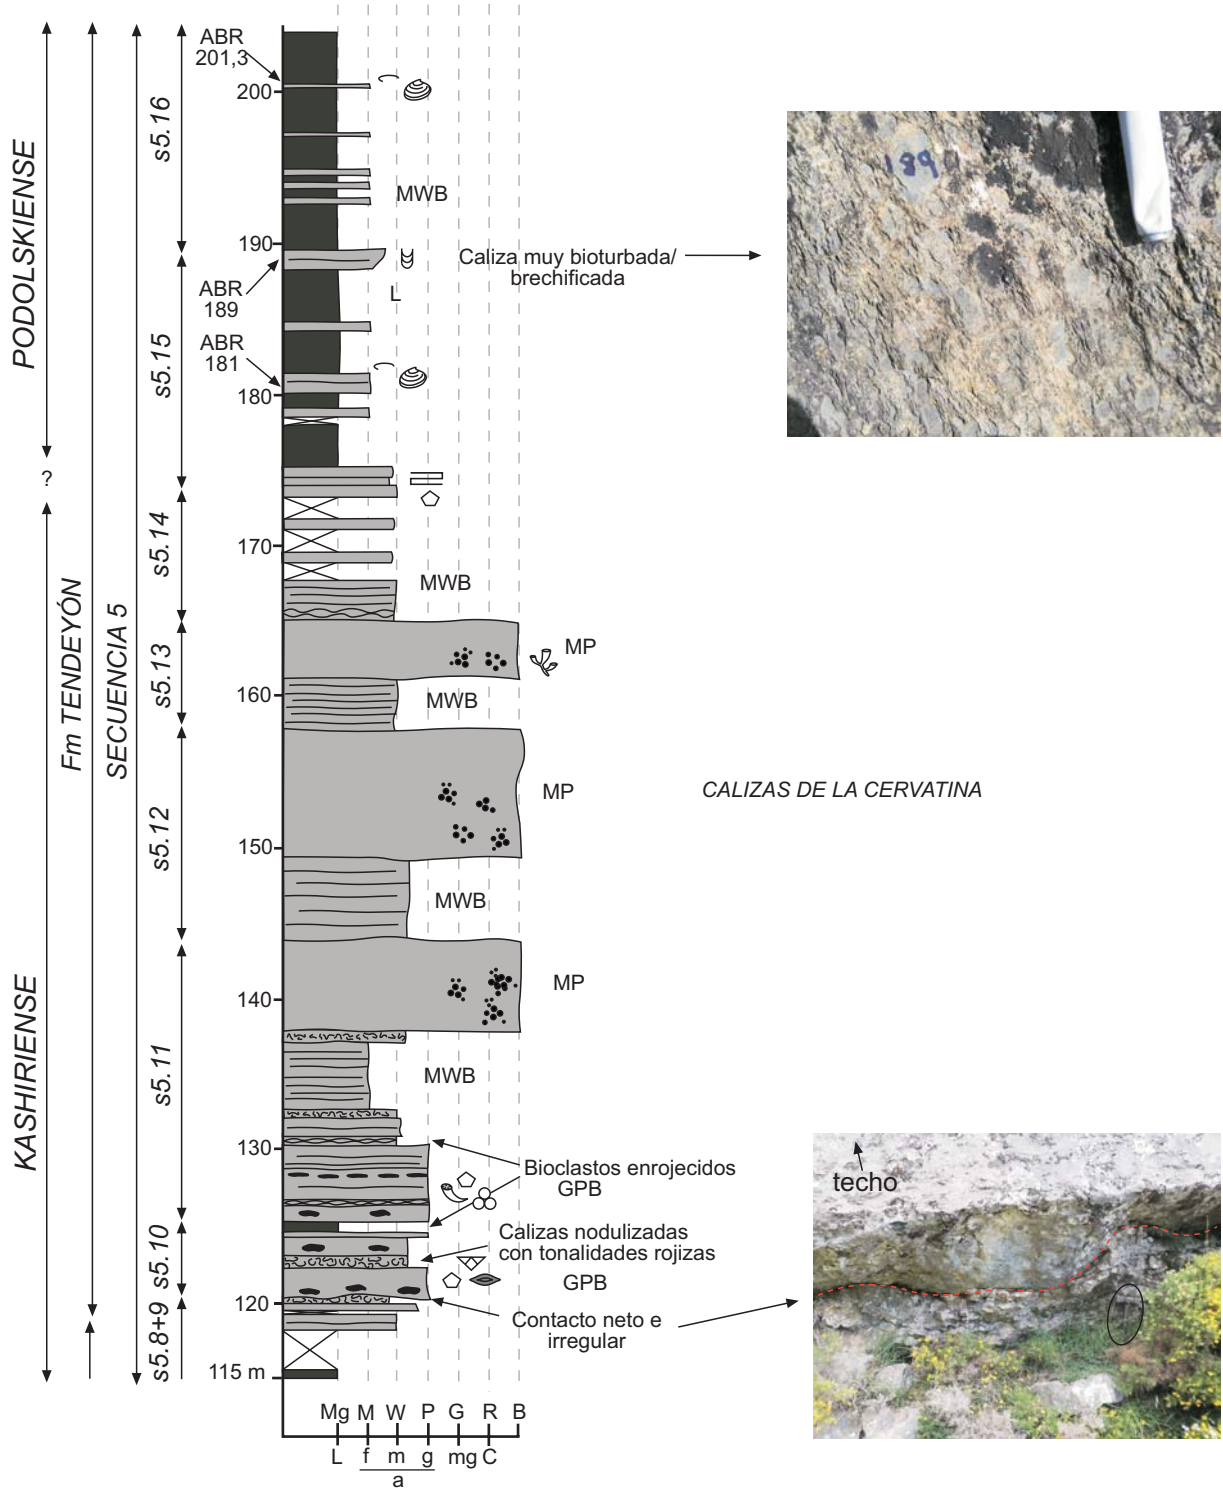 ABR
201,3
200
s5.16
PODOLSKIENSE
MWB
189
190
Caliza muy bioturbada/
brechificada
L
ABR
189
ABR
181
s5.15
180
?
s5.14
170
MWB
Fm TENDEYÓN
SECUENCIA 5
s5.13
MP
160
MWB
s5.12
MP
CALIZAS DE LA CERVATINA
150
MWB
KASHIRIENSE
MP
140
s5.11
MWB
130
Bioclastos enrojecidos
GPB
techo
s5.10
Calizas nodulizadas
con tonalidades rojizas
GPB
120
s5.8+9
Contacto neto e
irregular
115 m
Mg M W P G R B
L f m g mg C
a